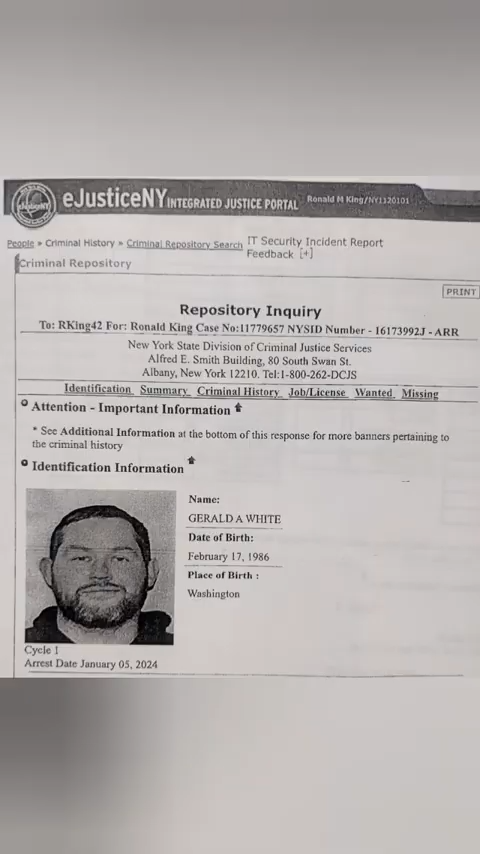 eJusticeNY INTEGRATED JUSTICE PORTAL Ronald M King/NY1120101
People » Criminal History » Criminal Repository Search IT Security Incident Report
Feedback [+]
Criminal Repository
PRINT
Repository Inquiry
To: RKing42 For: Ronald King Case No:11779657 NYSID Number - 16173992J - ARR
New York State Division of Criminal Justice Services
Alfred E. Smith Building, 80 South Swan St.
Albany, New York 12210. Tel:1-800-262-DCJS
Identification Summary Criminal History Job/License Wanted Missing
Attention - Important Information
* See Additional Information at the bottom of this response for more banners pertaining to
the criminal history
Identification Information
Name:
GERALD A WHITE
Date of Birth:
February 17, 1986
Place of Birth :
Washington
Cycle 1
Arrest Date January 05, 2024